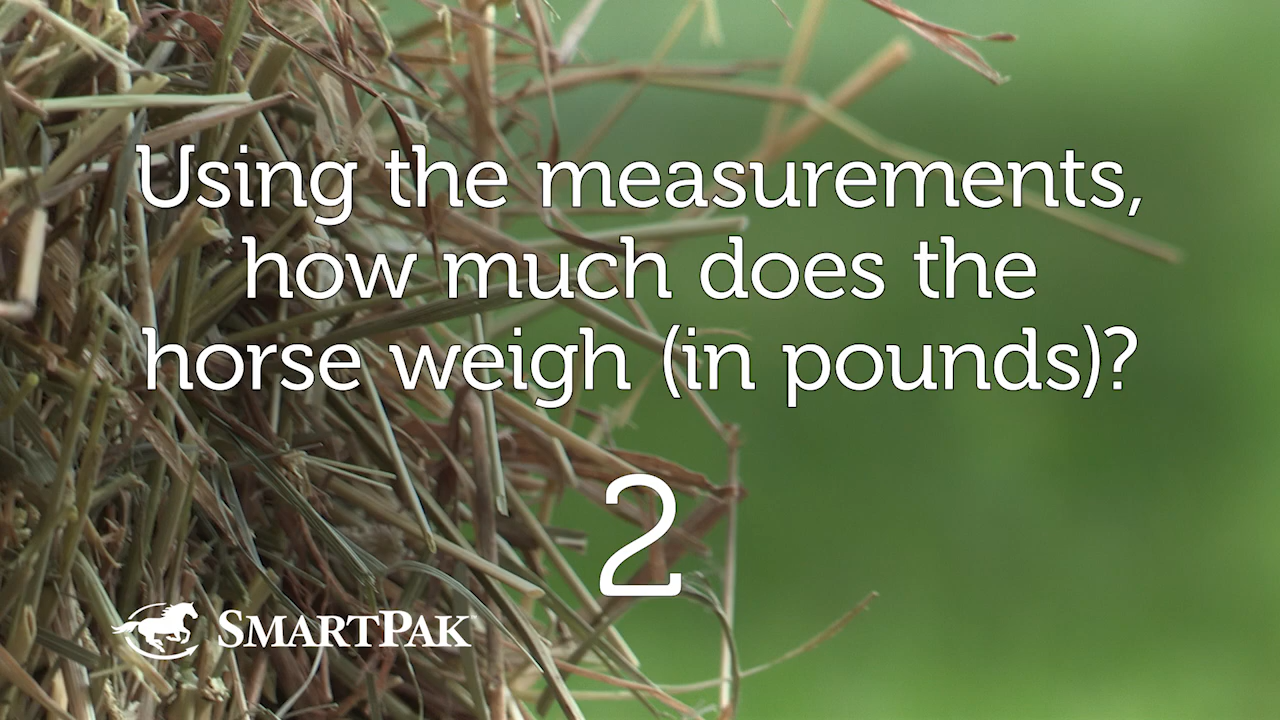 Using the measurements,
how much does the
horse weigh (in pounds)?
2
SMARTPAK